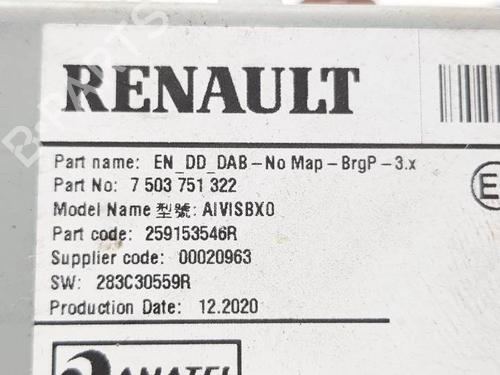 RENAULT
Part name: EN_DD_DAB-No Map-BrgP-3.x
Part No: 7 503 751 322
Model Name 型號: AIVISBX0
Part code: 259153546R
Supplier code: 00020963
SW: 283C30559R
Production Date: 12.2020
E
ANATEL
B-PARTS